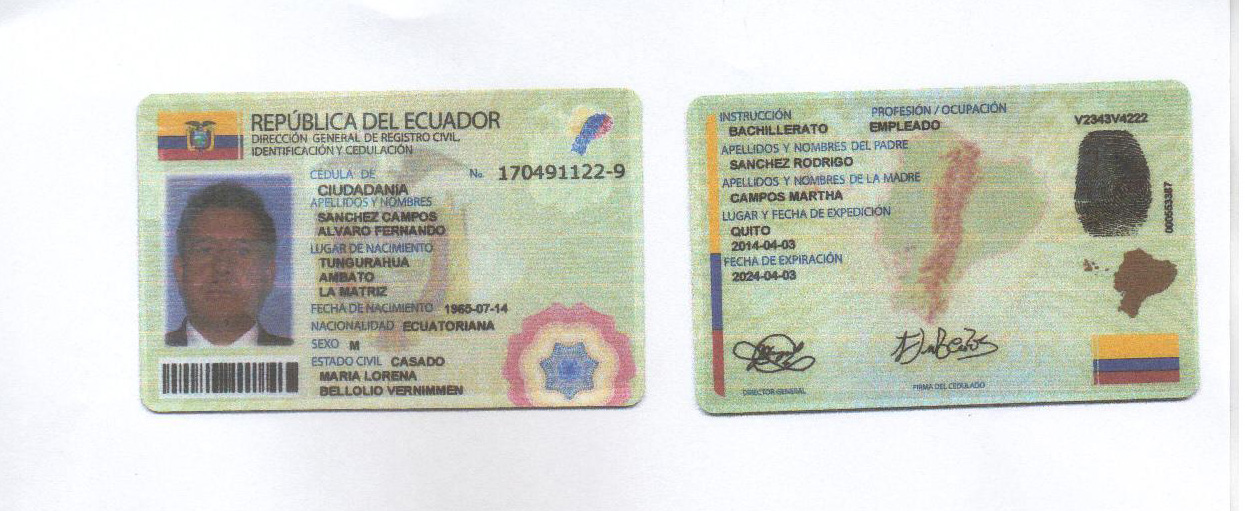 REPÚBLICA DEL ECUADOR
DIRECCIÓN GENERAL DE REGISTRO CIVIL,
IDENTIFICACIÓN Y CEDULACIÓN
CÉDULA DE No. 170491122-9
CIUDADANIA
APELLIDOS Y NOMBRES
SANCHEZ CAMPOS
ALVARO FERNANDO
LUGAR DE NACIMIENTO
TUNGURAHUA
AMBATO
LA MATRIZ
FECHA DE NACIMIENTO 1965-07-14
NACIONALIDAD ECUATORIANA
SEXO M
ESTADO CIVIL CASADO
MARIA LORENA
BELLOLIO VERNIMMEN
INSTRUCCIÓN PROFESIÓN / OCUPACIÓN
BACHILLERATO EMPLEADO
V2343V4222
APELLIDOS Y NOMBRES DEL PADRE
SANCHEZ RODRIGO
APELLIDOS Y NOMBRES DE LA MADRE
CAMPOS MARTHA
LUGAR Y FECHA DE EXPEDICIÓN
QUITO
2014-04-03
FECHA DE EXPIRACIÓN
2024-04-03
000553387
DIRECTOR GENERAL
FIRMA DEL CEDULADO